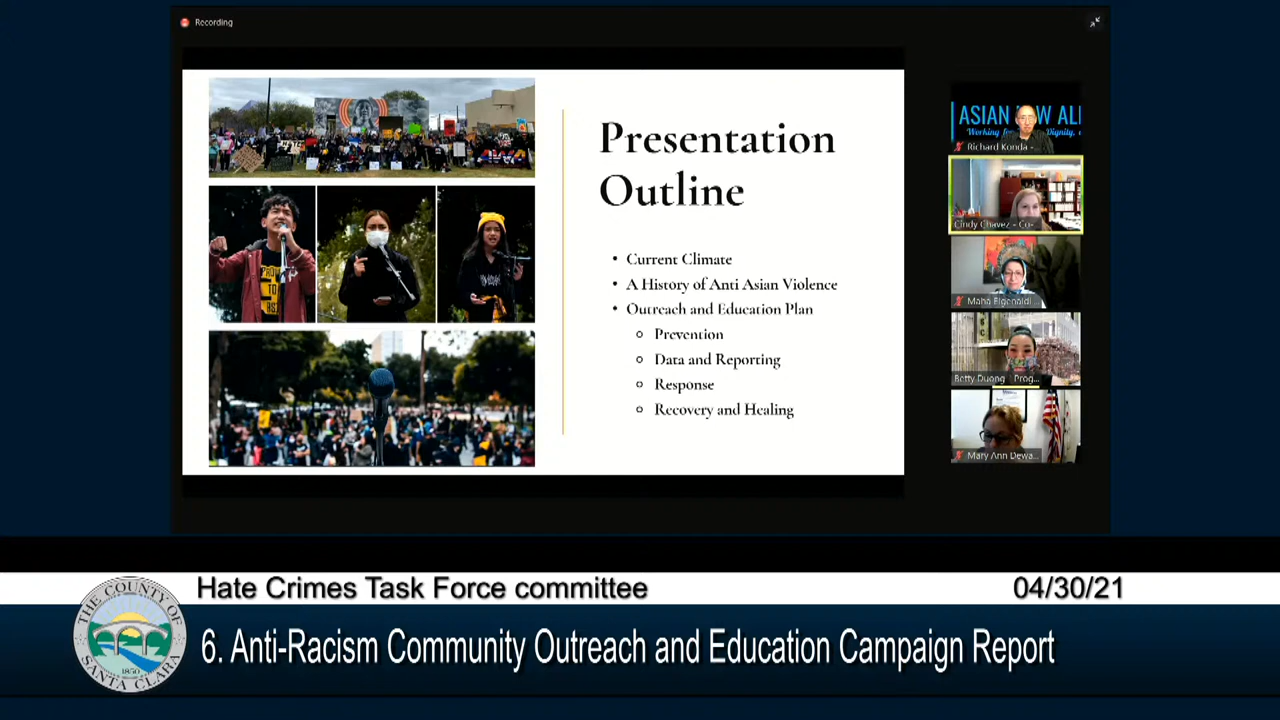 Recording
Presentation
Outline
• Current Climate
• A History of Anti Asian Violence
• Outreach and Education Plan
Prevention
Data and Reporting
Response
Recovery and Healing
ASIAN
Working
Dignity,
Richard Konda -
Cindy Chavez - Co-
Maha Elgenaidi
Betty Duong
Prog...
Mary Ann Dewa...
Hate Crimes Task Force committee
04/30/21
6. Anti-Racism Community Outreach and Education Campaign Report
THE COUNTY OF
SANTA CLARA
1850